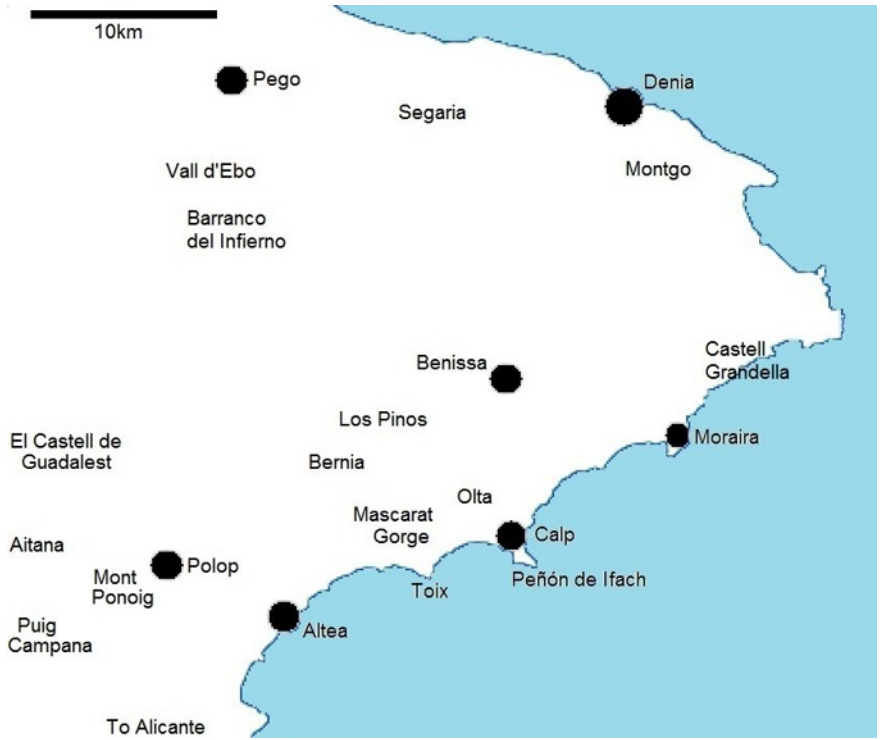 10km
Pego
Denia
Segaria
Vall d'Ebo
Montgo
Barranco
del Infierno
Castell
Grandella
Benissa
Los Pinos
Moraira
El Castell de
Guadalest
Bernia
Olta
Mascarat
Gorge
Calp
Aitana
Polop
Peñón de Ifach
Mont
Ponoig
Toix
Puig
Campana
Altea
To Alicante